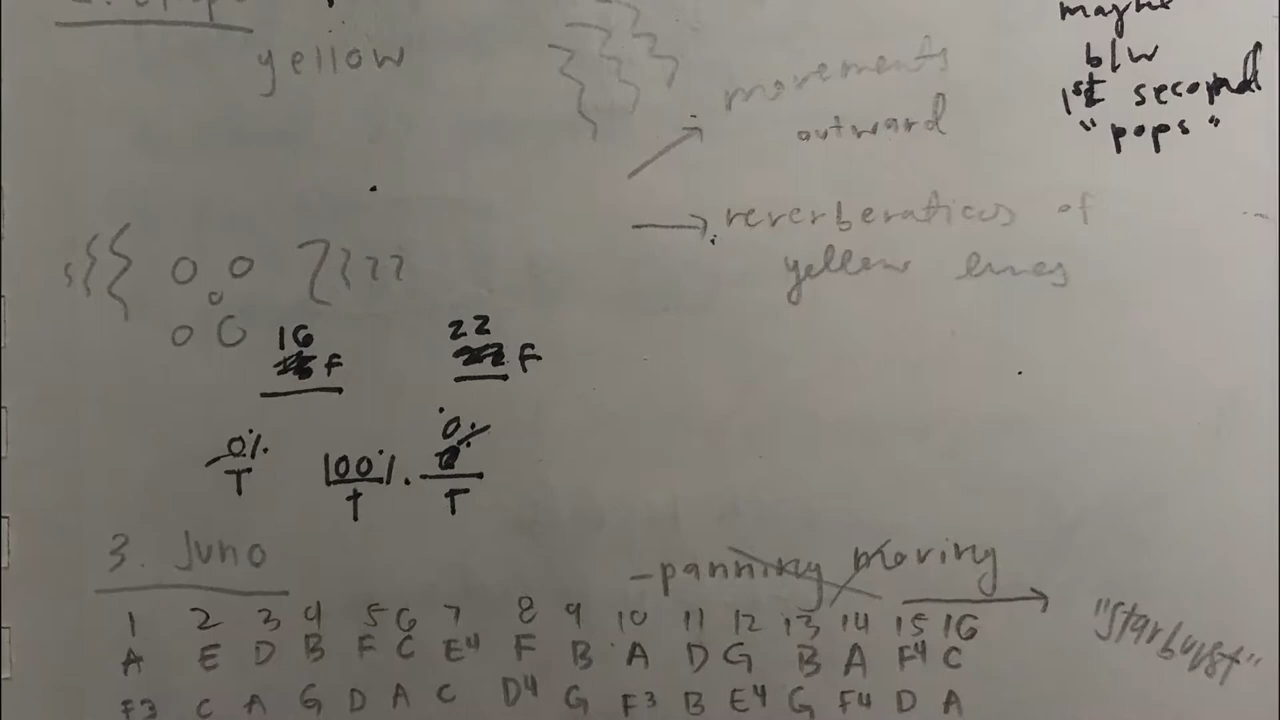 yellow
movements
outward
maybe
b/w
1st second
"pops"
reverberations of
yellow lines
16
F
22
F
0%
T
100%
T
0%
T
3. Juno
-panning moving
"starburst"
1 2 3 4 5 6 7 8 9 10 11 12 13 14 15 16
A E D B F C E4 F B A D G B A F4 C
F3 C A G D A C D4 G F3 B E4 G F4 D A